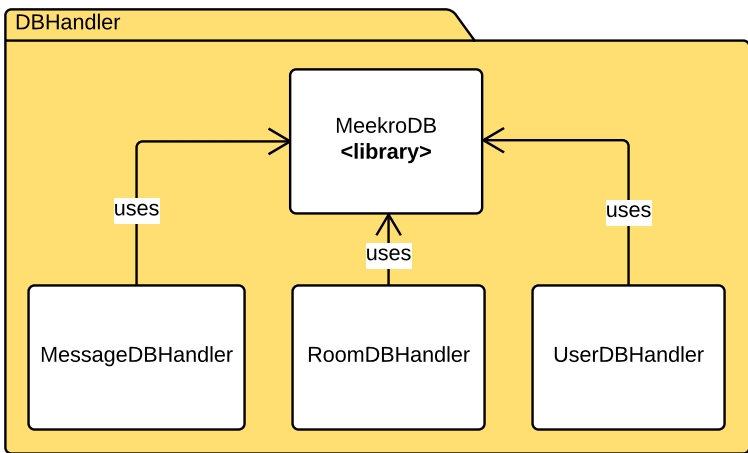 DBHandler
MeekroDB
<library>
uses
uses
uses
MessageDBHandler
RoomDBHandler
UserDBHandler